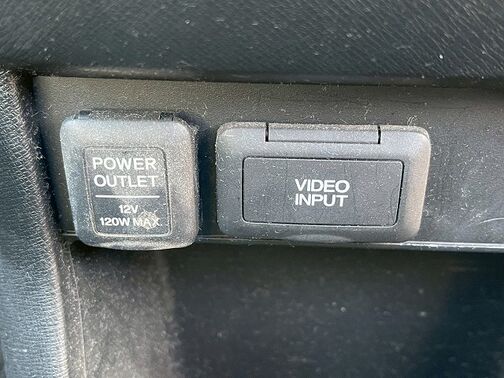 POWER
OUTLET
12V
120W MAX.
VIDEO
INPUT